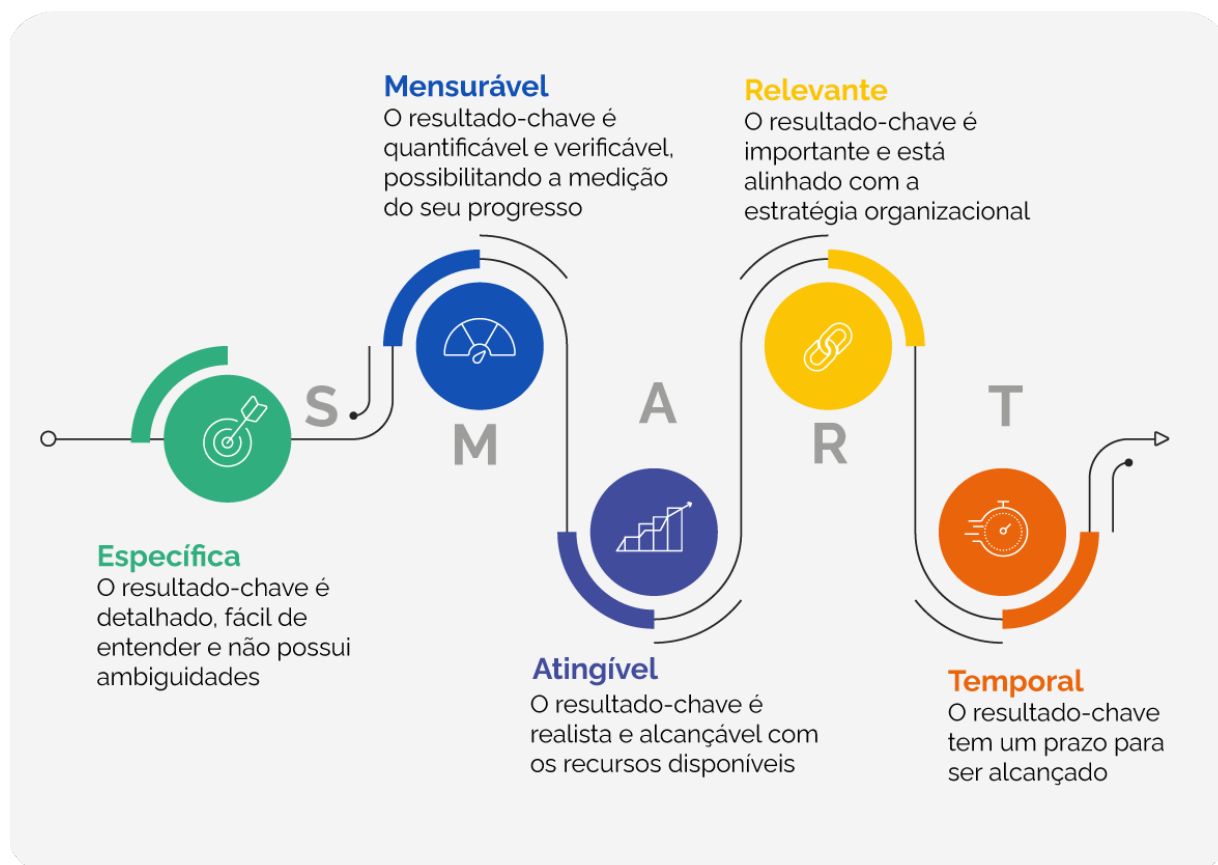 Mensurável
O resultado-chave é
quantificável e verificável,
possibilitando a medição
do seu progresso
Relevante
O resultado-chave é
importante e está
alinhado com a
estratégia organizacional
S
M
A
R
T
Específica
O resultado-chave é
detalhado, fácil de
entender e não possui
ambiguidades
Atingível
O resultado-chave é
realista e alcançável com
os recursos disponíveis
Temporal
O resultado-chave
tem um prazo para
ser alcançado